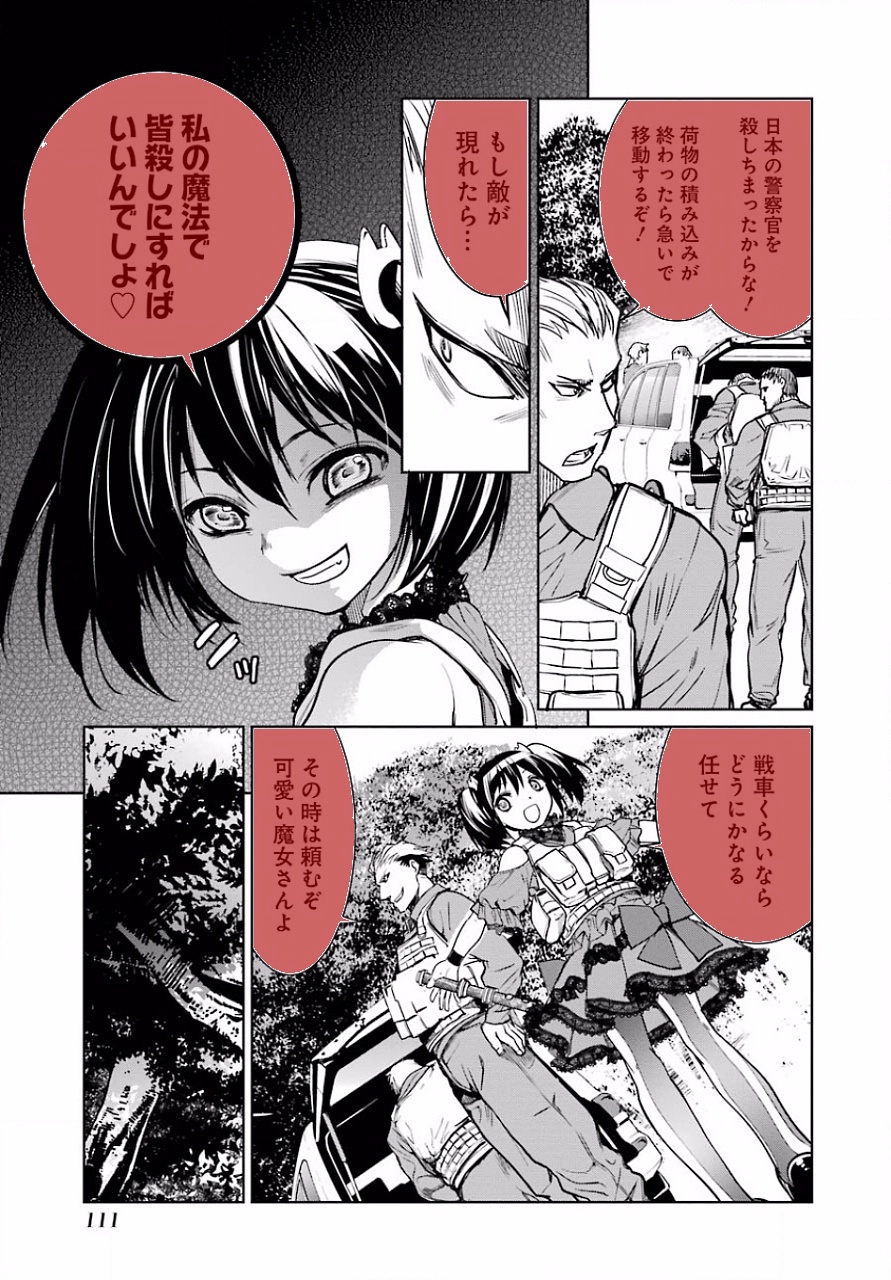 日本の警察官を
殺しちまったからな！
荷物の積み込みが
終わったら急いで
移動するぞ！
もし敵が
現れたら…
私の魔法で
皆殺しにすれば
いいんでしょ♡
ニッ
戦車くらいなら
どうにかなる
任せて
その時は頼むぞ
可愛い魔女さんよ
111